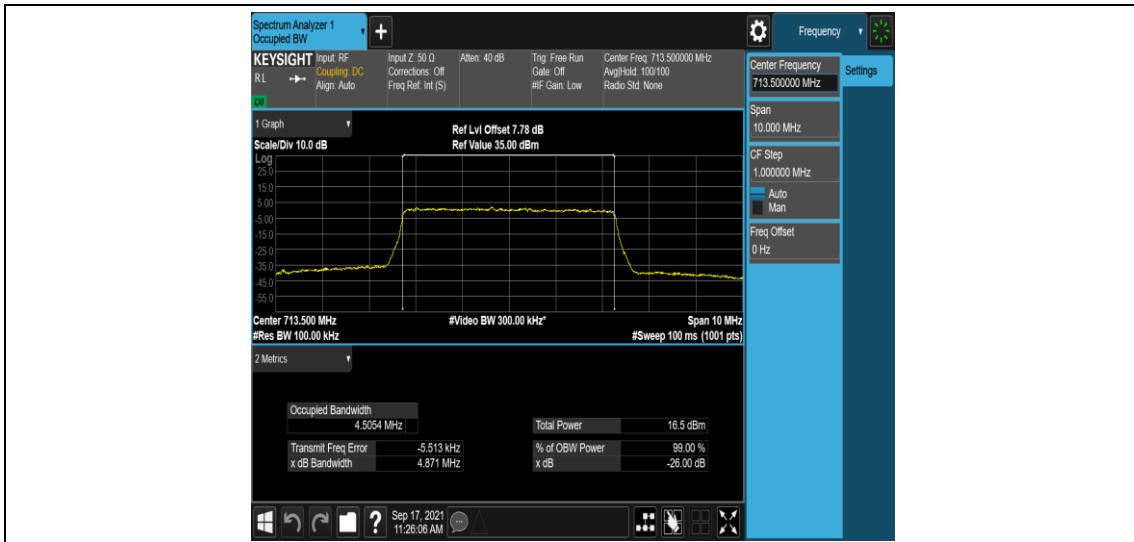 Spectrum Analyzer 1
Occupied BW
+
Frequency
KEYSIGHT
RL
LXI
Input: RF
Coupling: DC
Align: Auto
Input Z: 50 Ω
Corrections: Off
Freq Ref: Int (S)
Atten: 40 dB
Trig: Free Run
Gate: Off
#IF Gain: Low
Center Freq: 713.500000 MHz
Avg|Hold: 100/100
Radio Std: None
Center Frequency
713.500000 MHz
Settings
Span
10.000 MHz
CF Step
1.000000 MHz
Auto
Man
Freq Offset
0 Hz
1 Graph
Scale/Div 10.0 dB
Ref Lvl Offset 7.78 dB
Ref Value 35.00 dBm
Log
25.0
15.0
5.00
-5.00
-15.0
-25.0
-35.0
-45.0
-55.0
Center 713.500 MHz
#Video BW 300.00 kHz*
Span 10 MHz
#Res BW 100.00 kHz
#Sweep 100 ms (1001 pts)
2 Metrics
Occupied Bandwidth
4.5054 MHz
Total Power 16.5 dBm
Transmit Freq Error -5.513 kHz
% of OBW Power 99.00 %
x dB Bandwidth 4.871 MHz
x dB -26.00 dB
?
Sep 17, 2021
11:26:06 AM